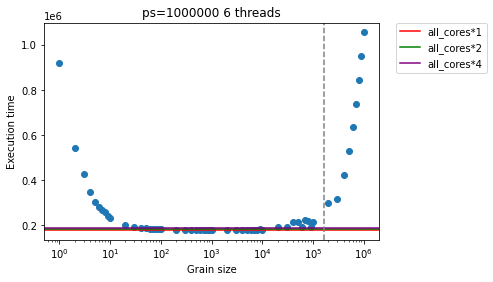 ps=1000000 6 threads
1e6
1.0
0.8
0.6
0.4
0.2
Execution time
10⁰
10¹
10²
10³
10⁴
10⁵
10⁶
Grain size
all_cores*1
all_cores*2
all_cores*4